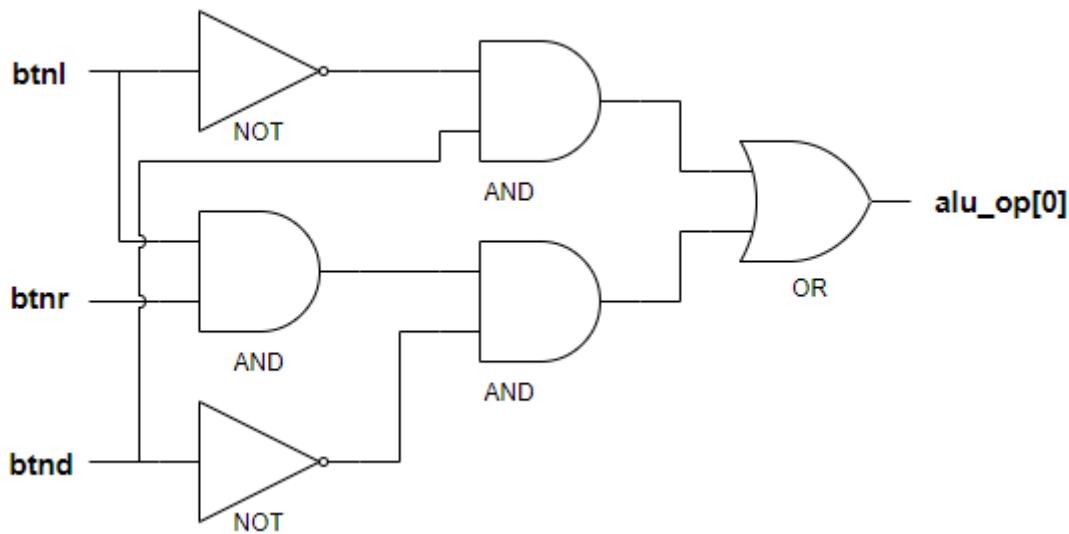 btnl
NOT
AND
alu_op[0]
btnr
OR
AND
AND
btnd
NOT